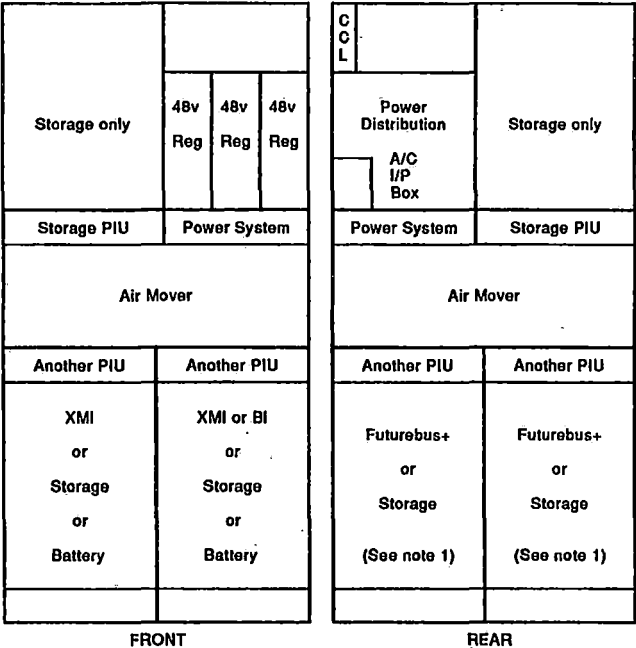 Storage only
48v
Reg
48v
Reg
48v
Reg
Storage PIU
Power System
Air Mover
Another PIU
Another PIU
XMI
or
Storage
or
Battery
XMI or BI
or
Storage
or
Battery
FRONT
C
C
L
Power
Distribution
A/C
I/P
Box
Storage only
Power System
Storage PIU
Air Mover
Another PIU
Another PIU
Futurebus+
or
Storage
(See note 1)
Futurebus+
or
Storage
(See note 1)
REAR